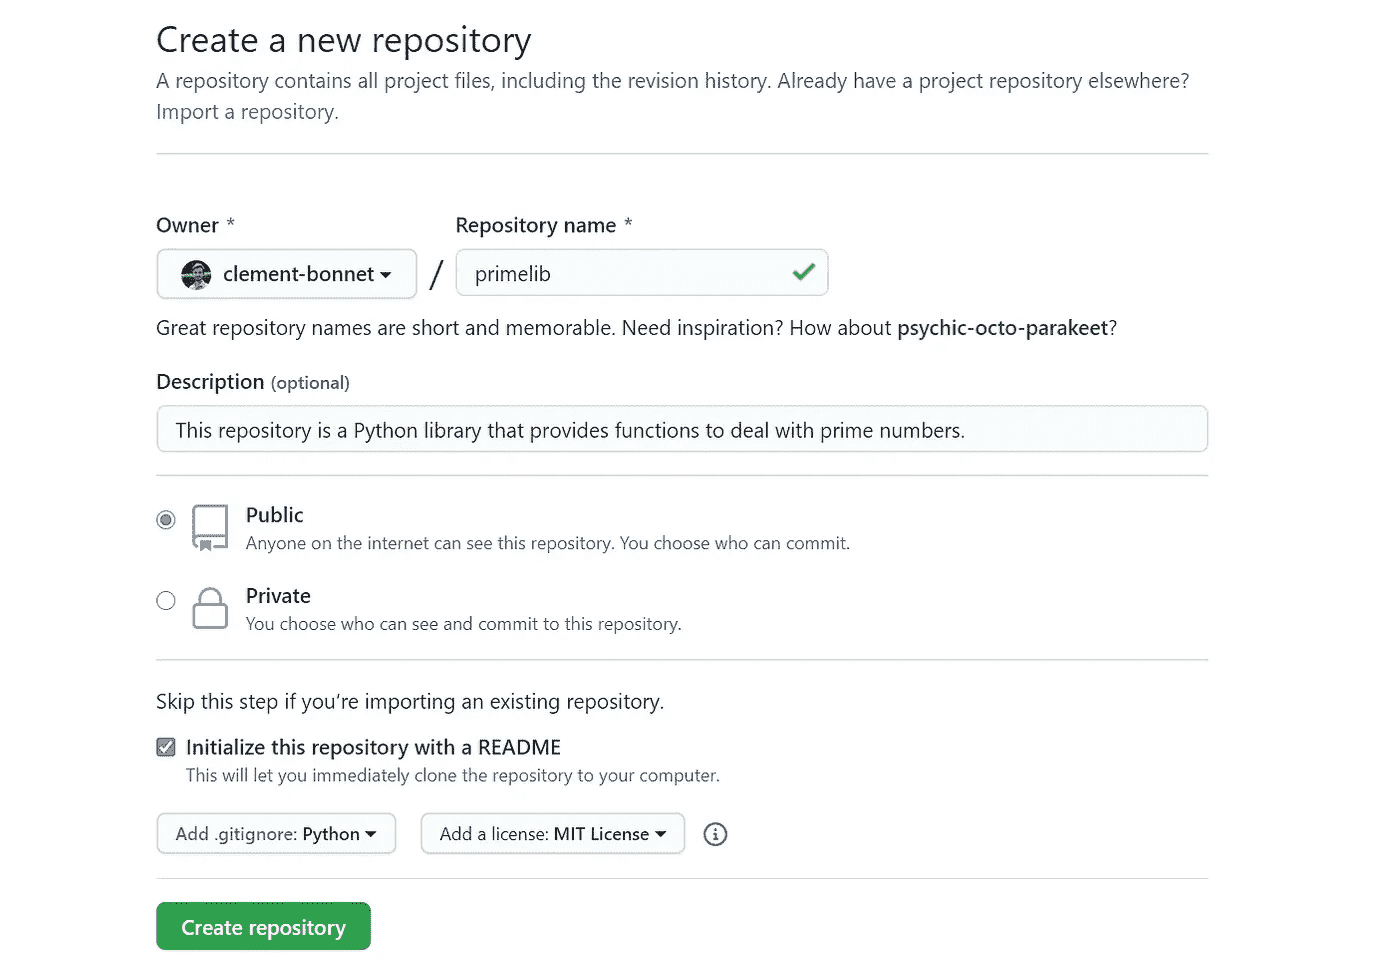 Create a new repository
A repository contains all project files, including the revision history. Already have a project repository elsewhere?
Import a repository.
Owner *
Repository name *
clement-bonnet
/
primelib
Great repository names are short and memorable. Need inspiration? How about psychic-octo-parakeet?
Description (optional)
This repository is a Python library that provides functions to deal with prime numbers.
Public
Anyone on the internet can see this repository. You choose who can commit.
Private
You choose who can see and commit to this repository.
Skip this step if you’re importing an existing repository.
Initialize this repository with a README
This will let you immediately clone the repository to your computer.
Add .gitignore: Python
Add a license: MIT License
Create repository